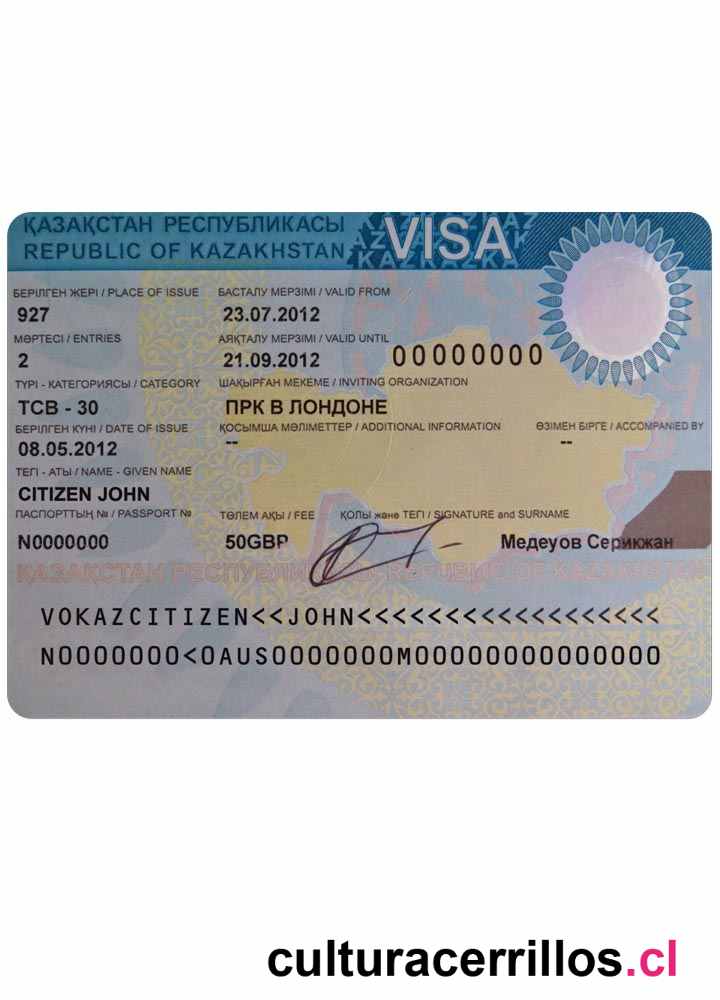 ҚАЗАҚСТАН РЕСПУБЛИКАСЫ
REPUBLIC OF KAZAKHSTAN
VISA
БЕРІЛГЕН ЖЕРІ / PLACE OF ISSUE
БАСТАЛУ МЕРЗІМІ / VALID FROM
927
23.07.2012
МӘРТЕСІ / ENTRIES
АЯҚТАЛУ МЕРЗІМІ / VALID UNTIL
2
21.09.2012
00000000
ТҮРІ - КАТЕГОРИЯСЫ / CATEGORY
ШАҚЫРҒАН МЕКЕМЕ / INVITING ORGANIZATION
ТСВ - 30
ПРК В ЛОНДОНЕ
БЕРІЛГЕН КҮНІ / DATE OF ISSUE
ҚОСЫМША МӘЛІМЕТТЕР / ADDITIONAL INFORMATION
ӨЗІМЕН БІРГЕ / ACCOMPANIED BY
08.05.2012
--
--
ТЕГІ - АТЫ / NAME - GIVEN NAME
CITIZEN JOHN
ПАСПОРТТЫҢ № / PASSPORT №
ТӨЛЕМ АҚЫ / FEE
ҚОЛЫ және ТЕГІ / SIGNATURE and SURNAME
N0000000
50GBP
Медеуов Серикжан
ҚАЗАҚСТАН РЕСПУБЛИКАСЫ REPUBLIC OF KAZAKHSTAN
VOKAZCITIZEN<<JOHN<<<<<<<<<<<<<<<<<<
N0000000<0AUS0000000M00000000000000
culturacerrillos.cl